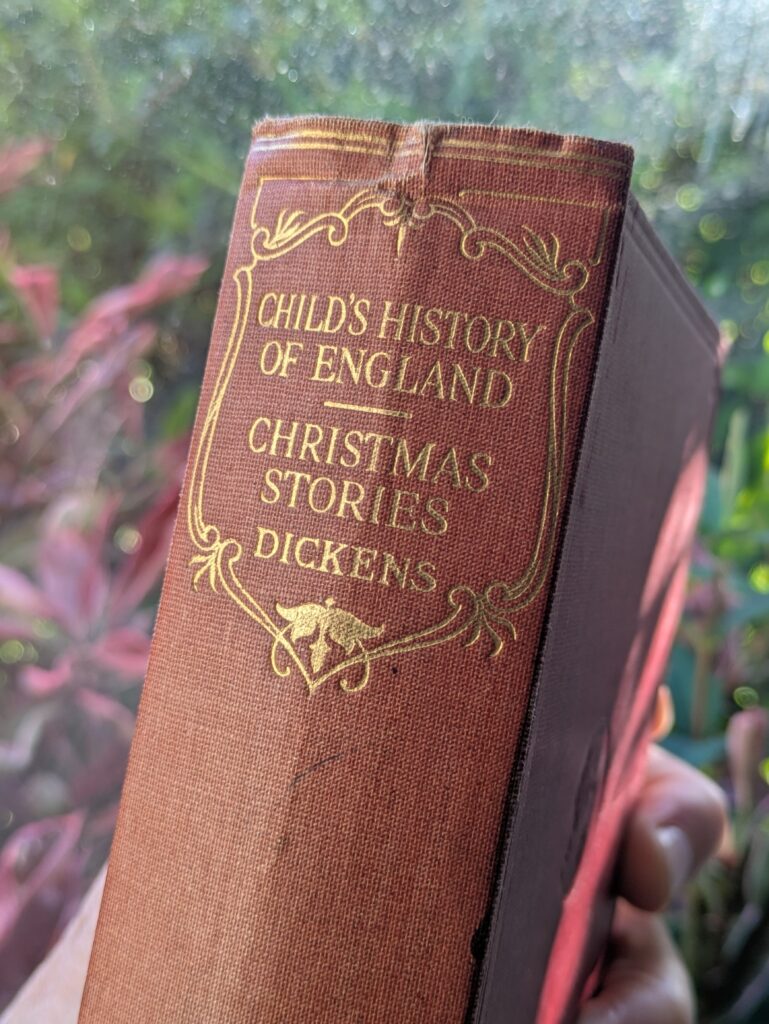 CHILD'S HISTORY
OF ENGLAND
CHRISTMAS
STORIES
DICKENS